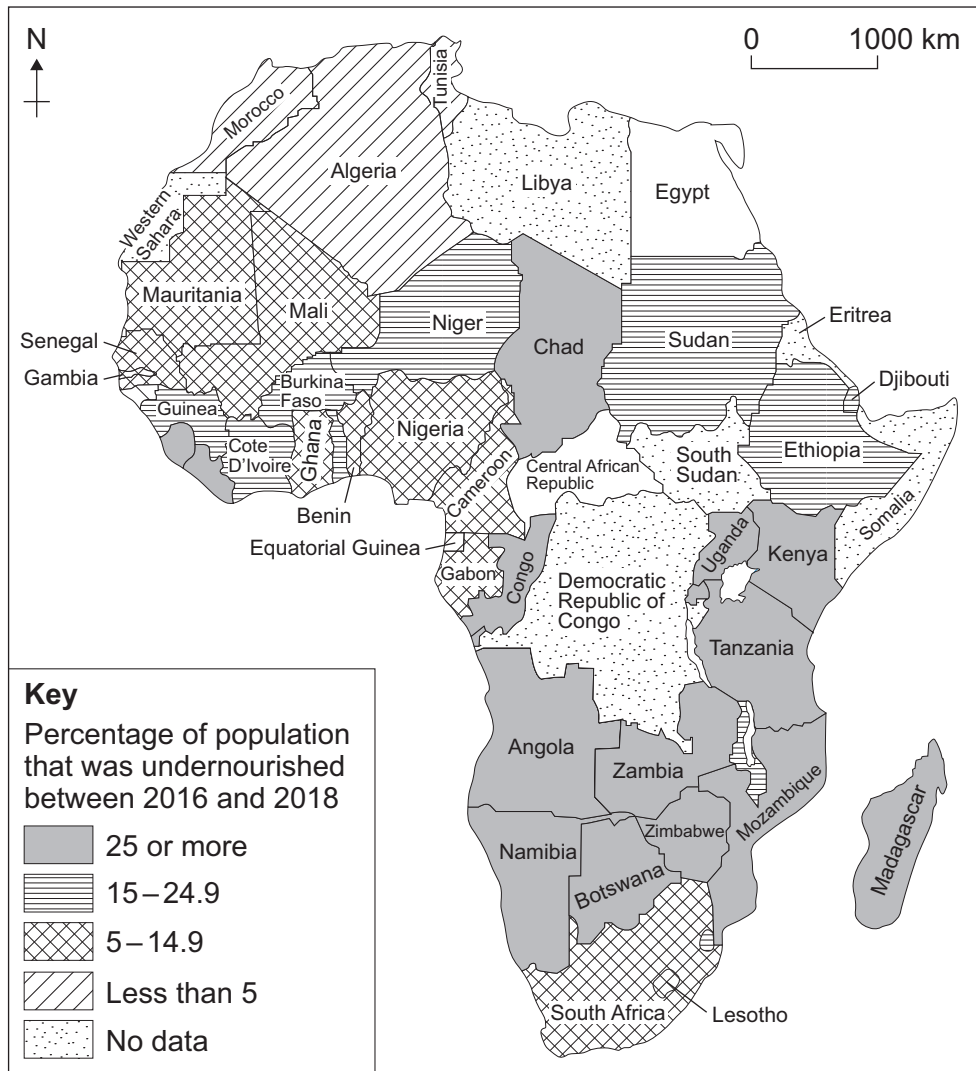 N
0 1000 km
Tunisia
Morocco
Algeria
Libya
Egypt
Western
Sahara
Mauritania
Mali
Niger
Chad
Sudan
Eritrea
Senegal
Gambia
Djibouti
Burkina
Faso
Guinea
Nigeria
Ghana
Cote
D'Ivoire
Benin
Cameroon
Central African
Republic
South
Sudan
Ethiopia
Somalia
Equatorial Guinea
Gabon
Congo
Democratic
Republic of
Congo
Uganda
Kenya
Tanzania
Angola
Zambia
Mozambique
Zimbabwe
Namibia
Botswana
Madagascar
South Africa
Lesotho
Key
Percentage of population
that was undernourished
between 2016 and 2018
25 or more
15–24.9
5–14.9
Less than 5
No data